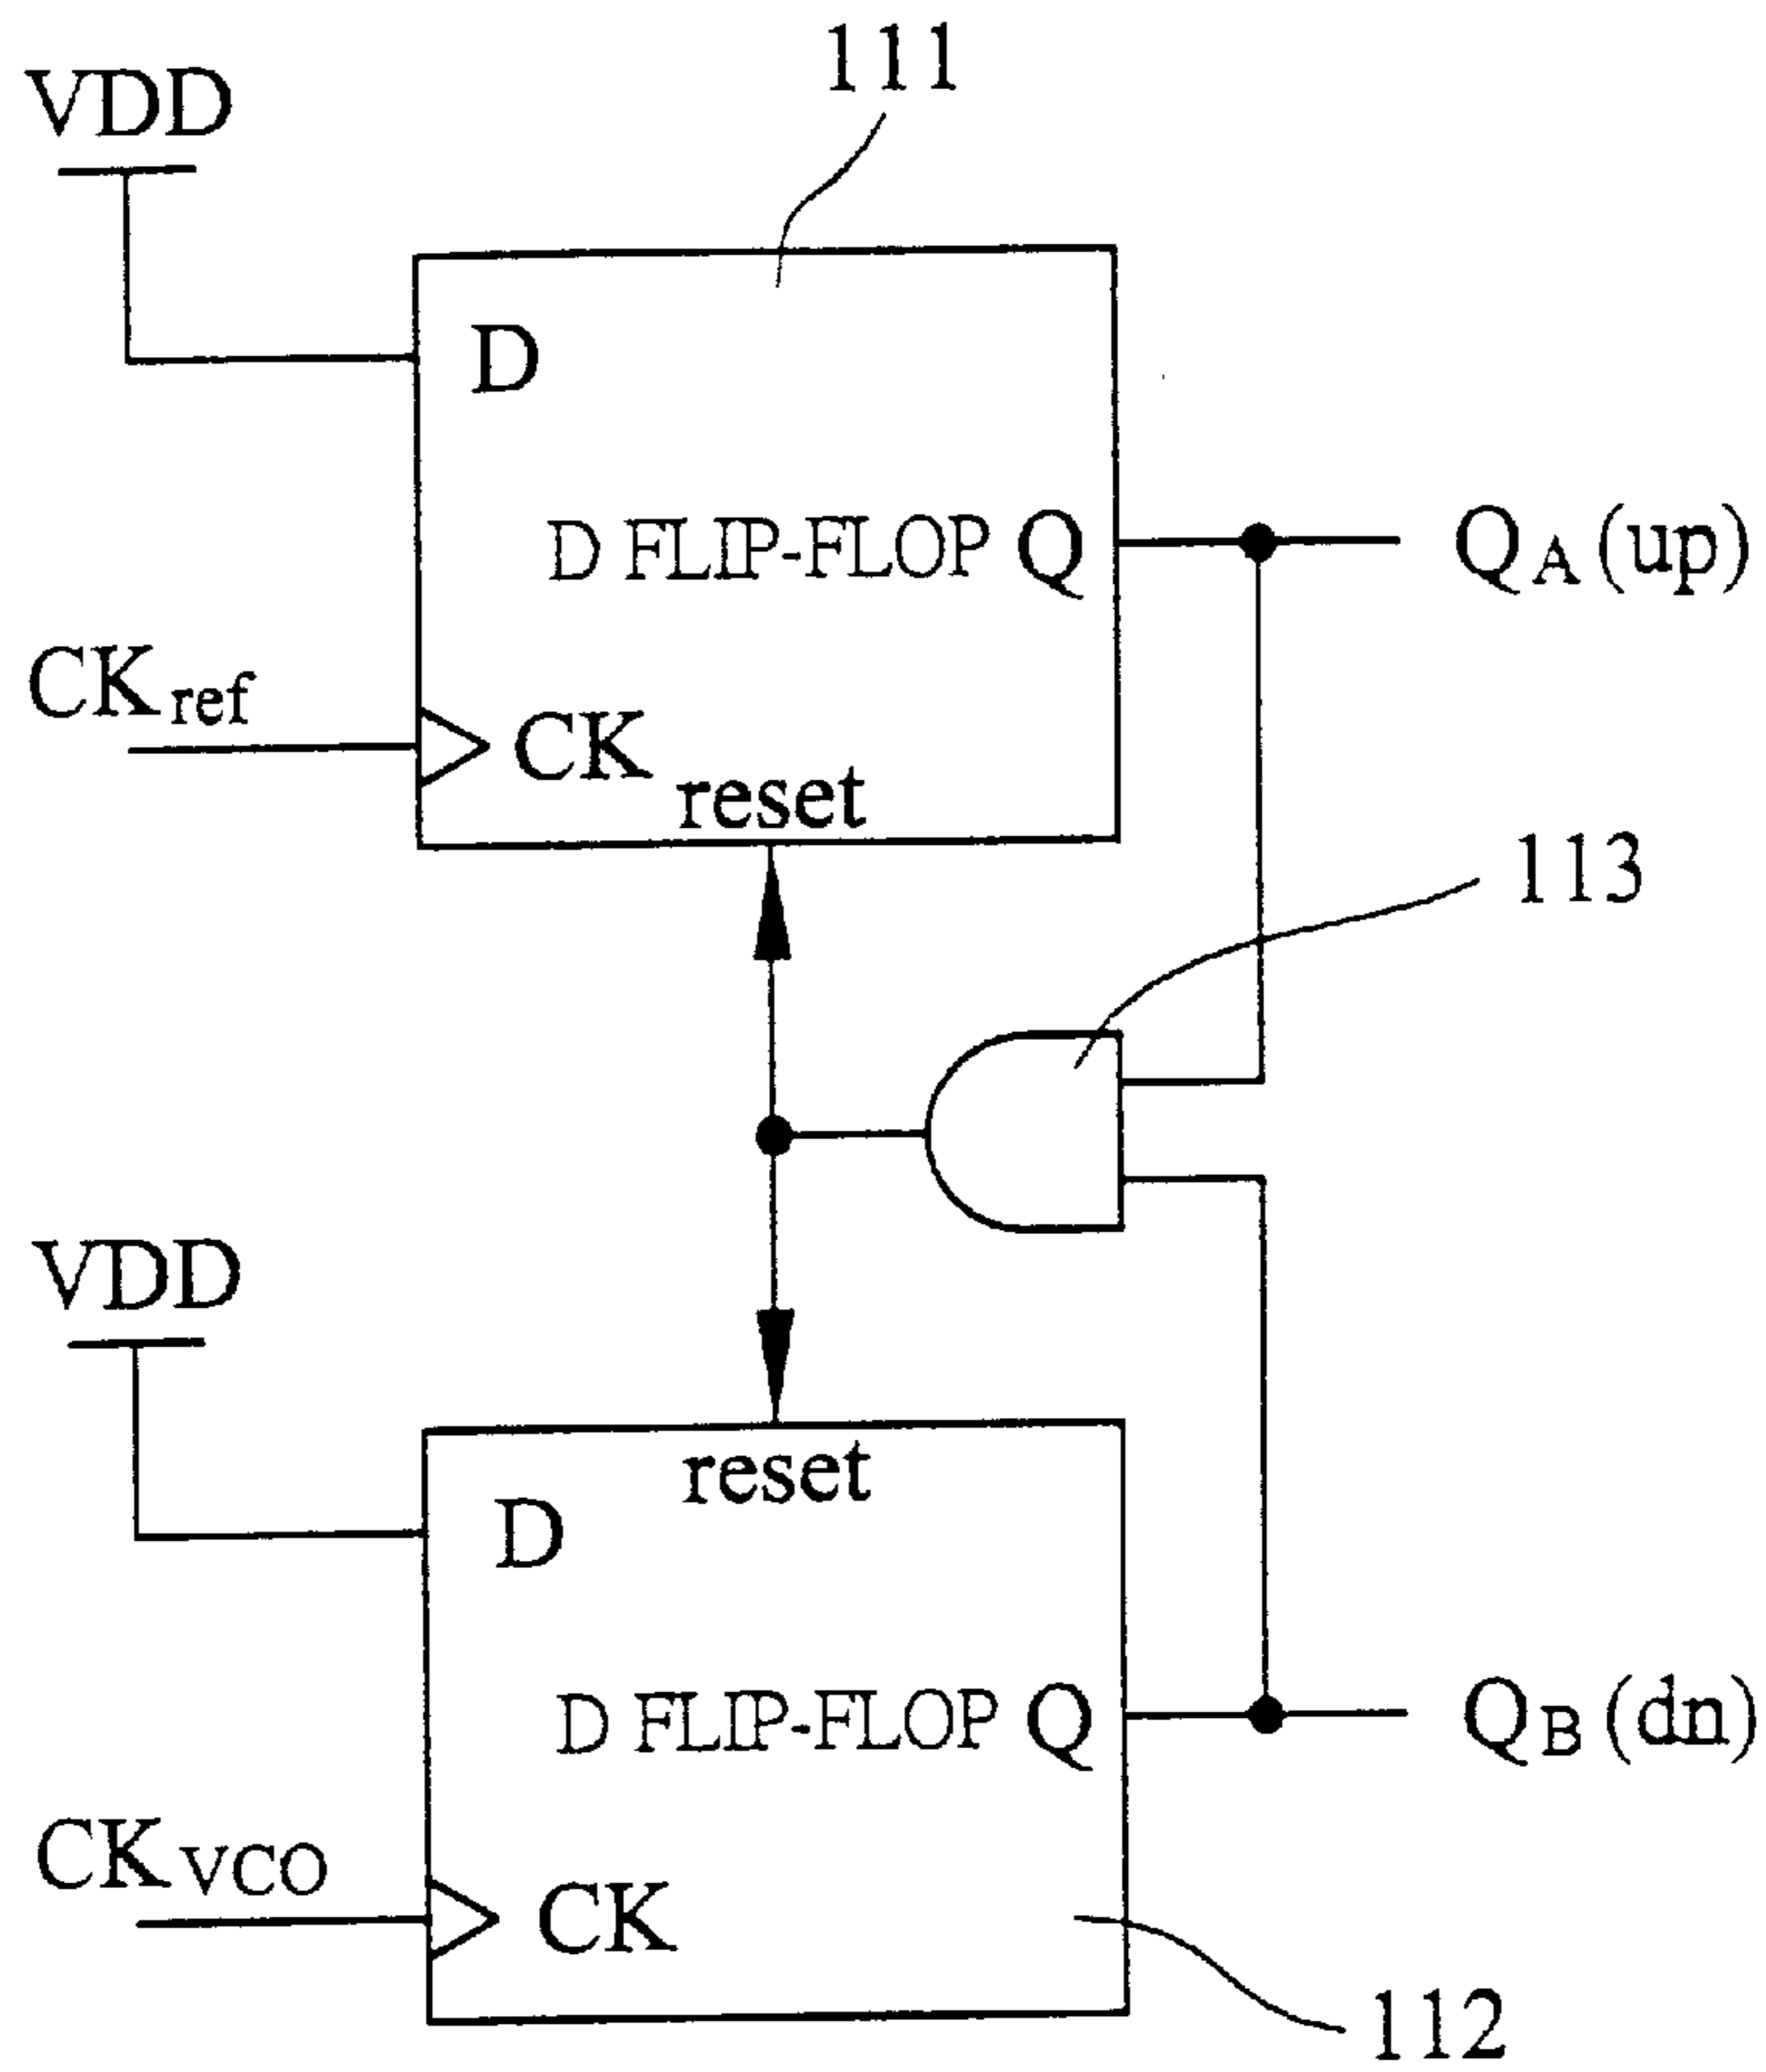 111
VDD
D
D FLIP-FLOP Q
QA (up)
CKref
CK
reset
113
VDD
reset
D
D FLIP-FLOP Q
QB (dn)
CKVCO
CK
112